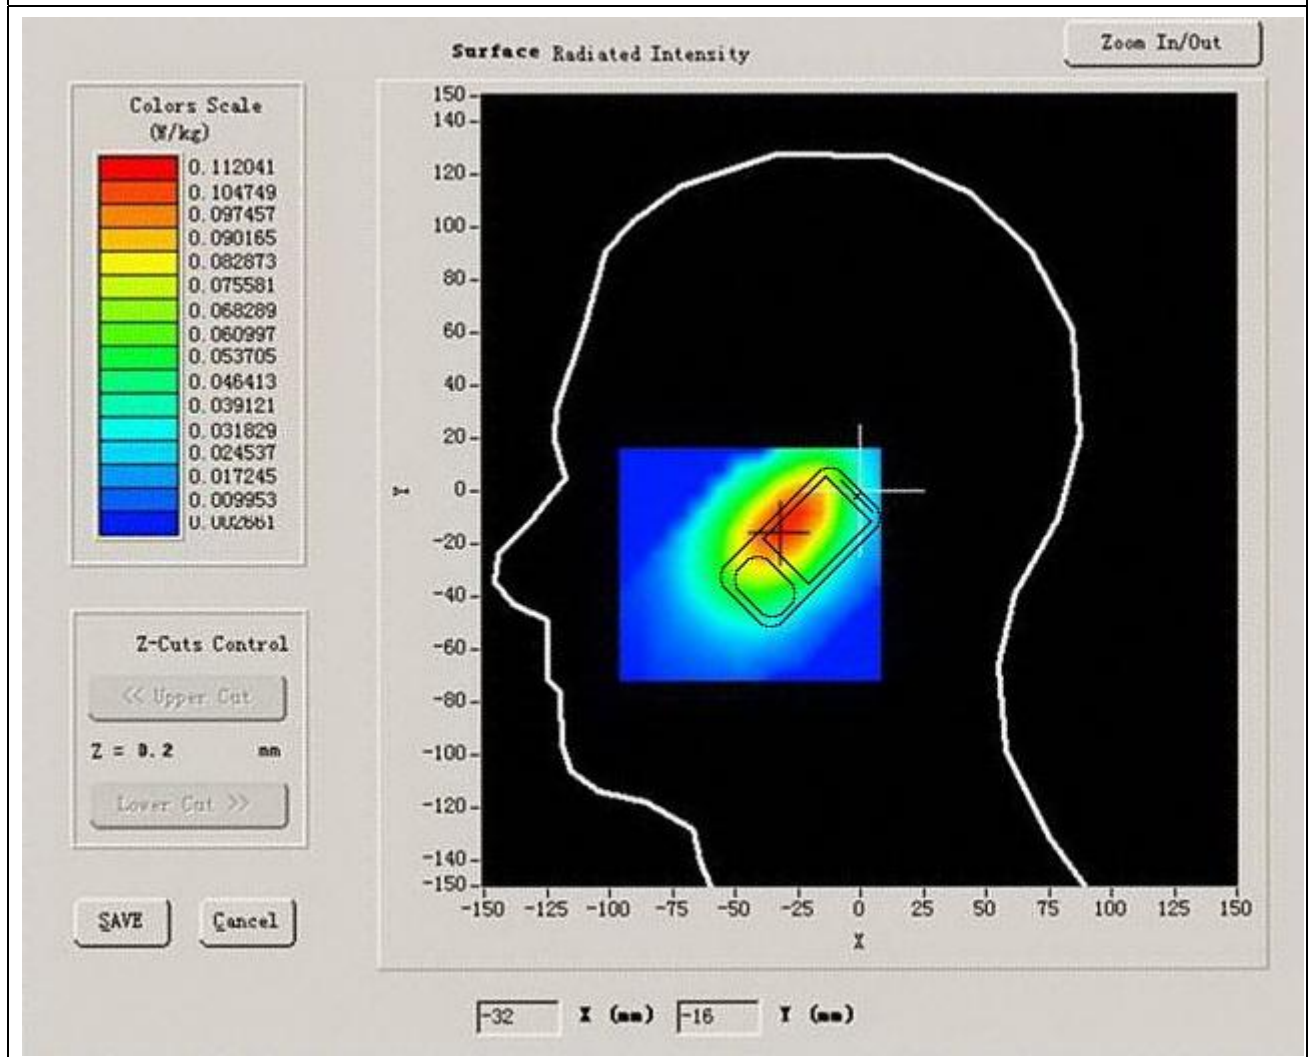 Surface Radiated Intensity
Zoom In/Out
Colors Scale
(W/kg)
0.112041
0.104749
0.097457
0.090165
0.082873
0.075581
0.068289
0.060997
0.053705
0.046413
0.039121
0.031829
0.024537
0.017245
0.009953
0.002661
Z-Cuts Control
<< Upper Cut
Z = 0.2 mm
Lower Cut >>
SAVE
Cancel
150
140
120
100
80
60
40
20
0
-20
-40
-60
-80
-100
-120
-140
-150
Y
-150 -125 -100 -75 -50 -25 0 25 50 75 100 125 150
X
-32 X (mm) -16 Y (mm)